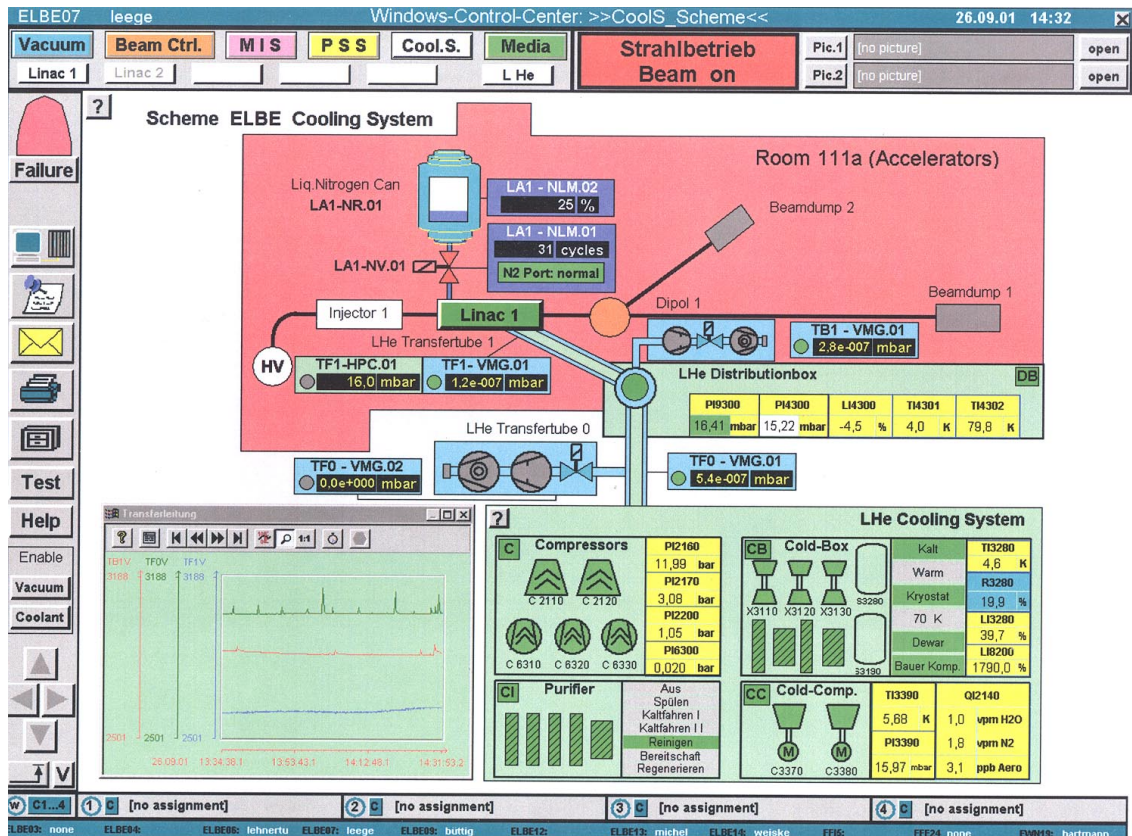 ELBE07 leege Windows-Control-Center: >>CoolS_Scheme<< 26.09.01 14:32
Vacuum Beam Ctrl. M I S P S S Cool.S. Media
Linac 1 Linac 2 L He
Strahlbetrieb
Beam on
Pic.1 [no picture] open
Pic.2 [no picture] open
?
Scheme ELBE Cooling System
Room 111a (Accelerators)
Failure
Test
Help
Enable
Vacuum
Coolant
V
Liq.Nitrogen Can
LA1-NR.01
LA1 - NLM.02
25 %
LA1 - NLM.01
31 cycles
N2 Port: normal
LA1-NV.01
Beamdump 2
Beamdump 1
Injector 1
Linac 1
Dipol 1
HV
LHe Transfertube 1
TF1-HPC.01
16,0 mbar
TF1- VMG.01
1,2e-007 mbar
TB1 - VMG.01
2,8e-007 mbar
LHe Distributionbox
DB
PI9300 PI4300 LI4300 TI4301 TI4302
16,41 mbar 15,22 mbar -4,5 % 4,0 K 79,8 K
LHe Transfertube 0
TF0 - VMG.02
0,0e+000 mbar
TF0 - VMG.01
5,4e-007 mbar
Transferleitung
? 1:1
TB1V TF0V TF1V
3188 3188 3188
2501 2501 2501
26.09.01 13:34:38.1 13:53:43.1 14:12:48.1 14:31:53.2
?
LHe Cooling System
C Compressors
C 2110 C 2120
C 6310 C 6320 C 6330
PI2160
11,99 bar
PI2170
3,08 bar
PI2200
1,05 bar
PI6300
0,020 bar
CB Cold-Box
X3110 X3120 X3130
S3280
S3190
Kalt
Warm
Kryostat
70 K
Dewar
Bauer Komp.
TI3280
4,6 K
R3280
19,9 %
LI3280
39,7 %
LI8200
1790,0 %
CI Purifier
Aus
Spülen
Kaltfahren I
Kaltfahren I I
Reinigen
Bereitschaft
Regenerieren
CC Cold-Comp.
M M
C3370 C3380
TI3390
5,68 K
PI3390
15,97 mbar
QI2140
1,0 vpm H2O
1,8 vpm N2
3,1 ppb Aero
W C1...4 1 C [no assignment] 2 C [no assignment] 3 C [no assignment] 4 C [no assignment]
ELBE03: none ELBE04: ELBE06: lehnertu ELBE07: leege ELBE09: büttig ELBE12: ELBE13: michel ELBE14: weiske FFIS: FFE24 none FWM19: hartmann